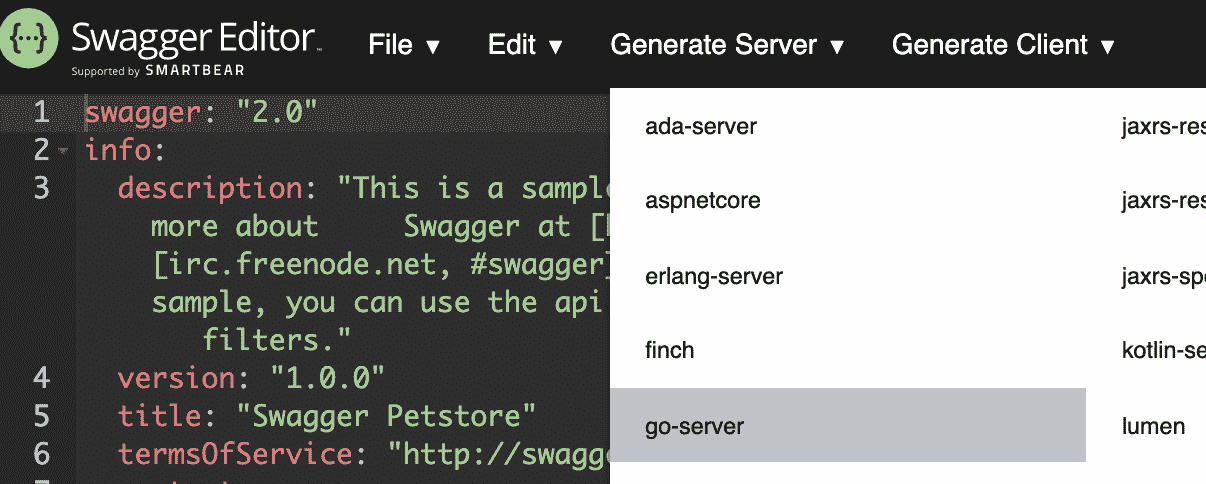 {···} Swagger Editor™
Supported by SMARTBEAR
File ▼ Edit ▼ Generate Server ▼ Generate Client ▼
1 swagger: "2.0"
2 info:
3 description: "This is a sampl
more about Swagger at [
[irc.freenode.net, #swagger]
sample, you can use the api
filters."
4 version: "1.0.0"
5 title: "Swagger Petstore"
6 termsOfService: "http://swagg
ada-server jaxrs-res
aspnetcore jaxrs-res
erlang-server jaxrs-spe
finch kotlin-se
go-server lumen